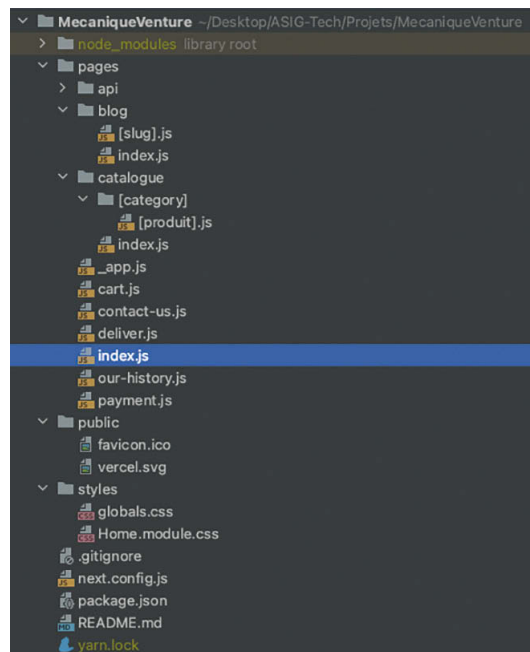 MecaniqueVenture ~/Desktop/ASIG-Tech/Projets/MecaniqueVenture
node_modules library root
pages
api
blog
[slug].js
index.js
catalogue
[category]
[produit].js
index.js
_app.js
cart.js
contact-us.js
deliver.js
index.js
our-history.js
payment.js
public
favicon.ico
vercel.svg
styles
globals.css
Home.module.css
.gitignore
next.config.js
package.json
README.md
yarn.lock